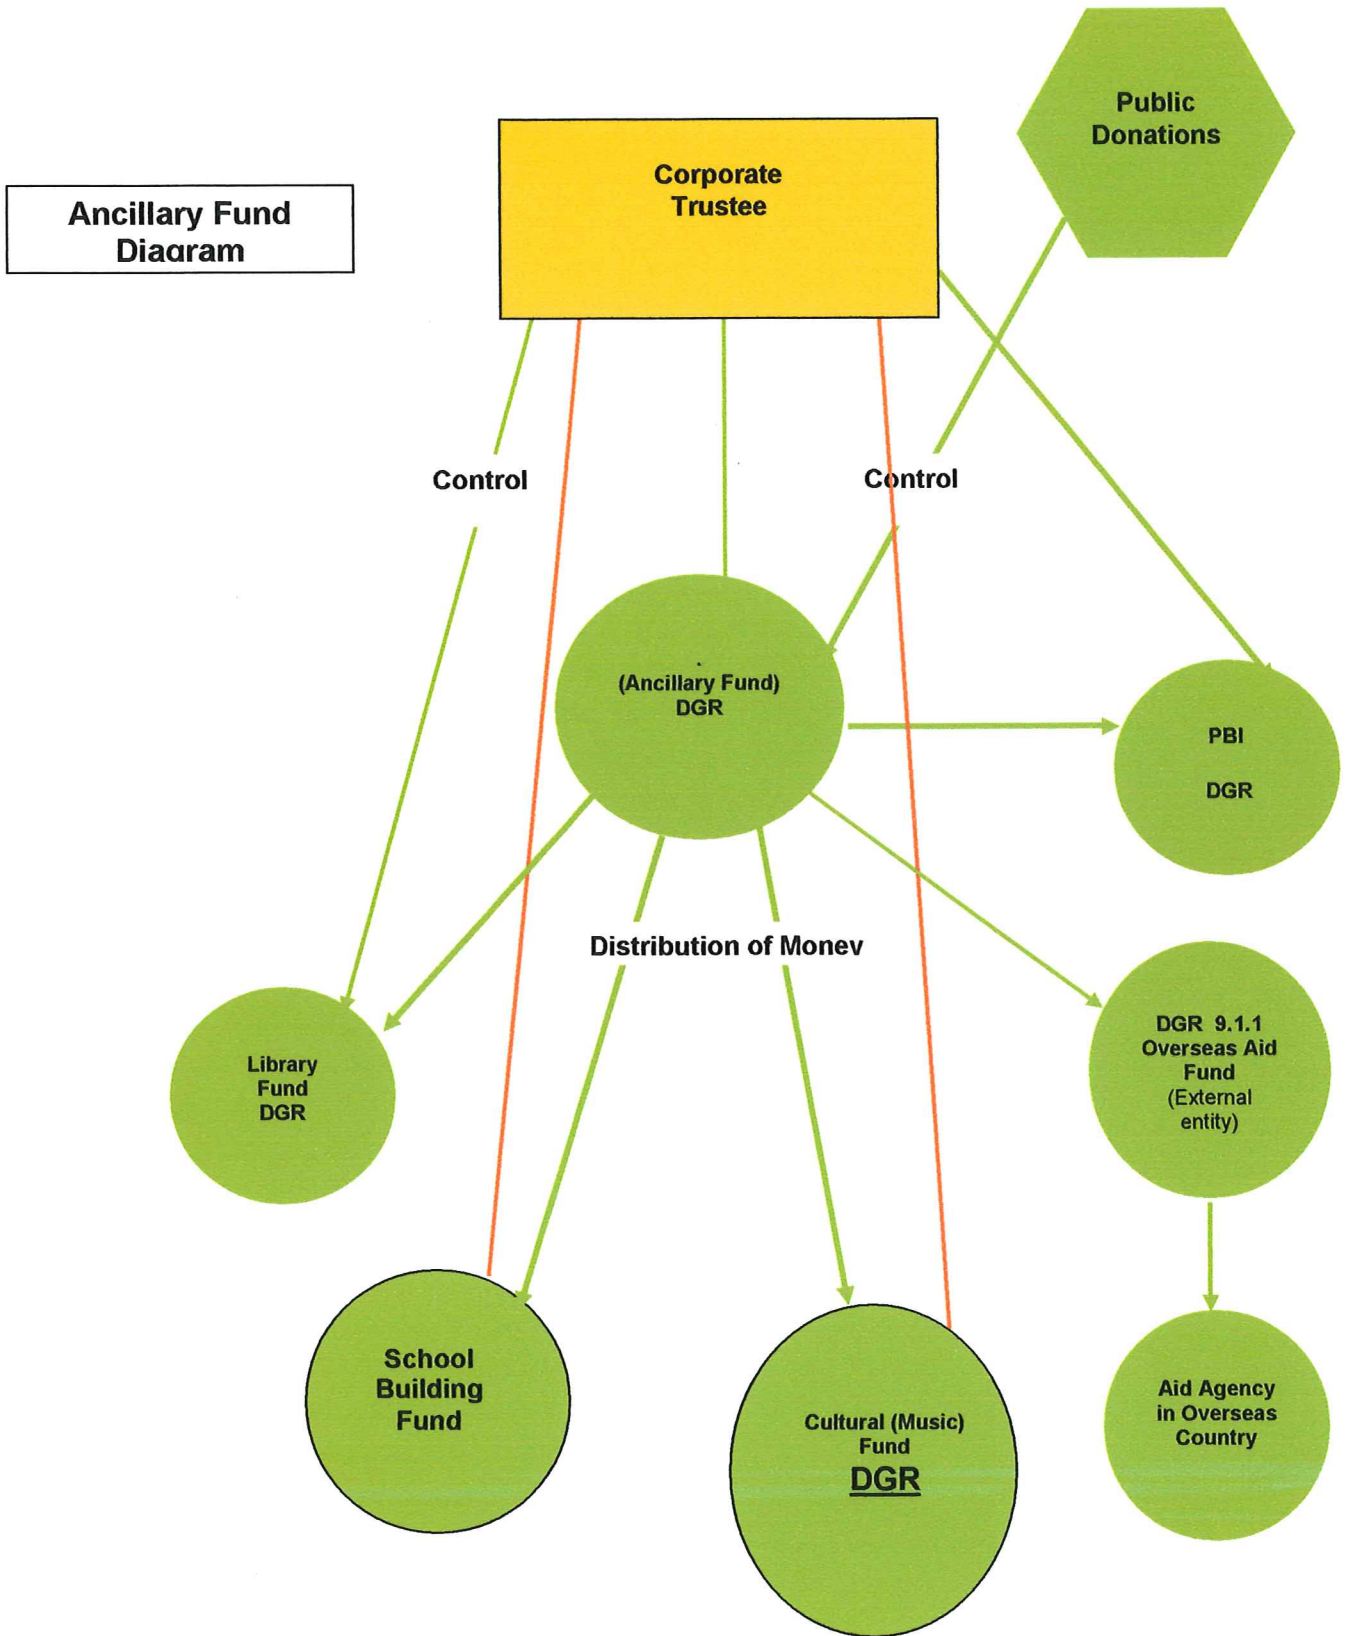 Public
Donations
Corporate
Trustee
Ancillary Fund
Diagram
Control
Control
(Ancillary Fund)
DGR
PBI
DGR
Distribution of Money
DGR 9.1.1
Overseas Aid
Fund
(External
entity)
Library
Fund
DGR
School
Building
Fund
Cultural (Music)
Fund
DGR
Aid Agency
in Overseas
Country